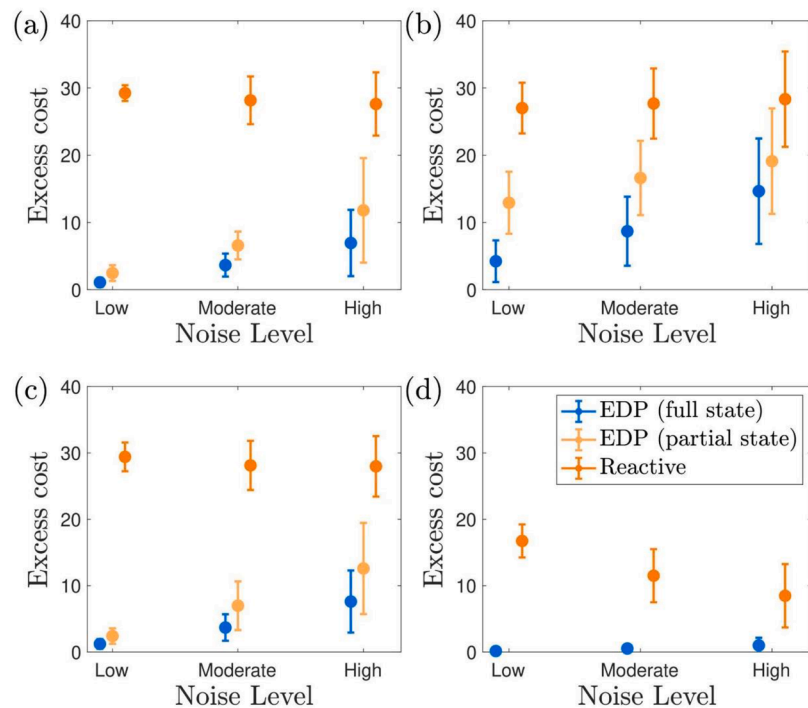 (a)
40
30
20
10
0
Excess cost
Low Moderate High
Noise Level
(b)
40
30
20
10
0
Excess cost
Low Moderate High
Noise Level
(c)
40
30
20
10
0
Excess cost
Low Moderate High
Noise Level
(d)
40
30
20
10
0
Excess cost
EDP (full state)
EDP (partial state)
Reactive
Low Moderate High
Noise Level